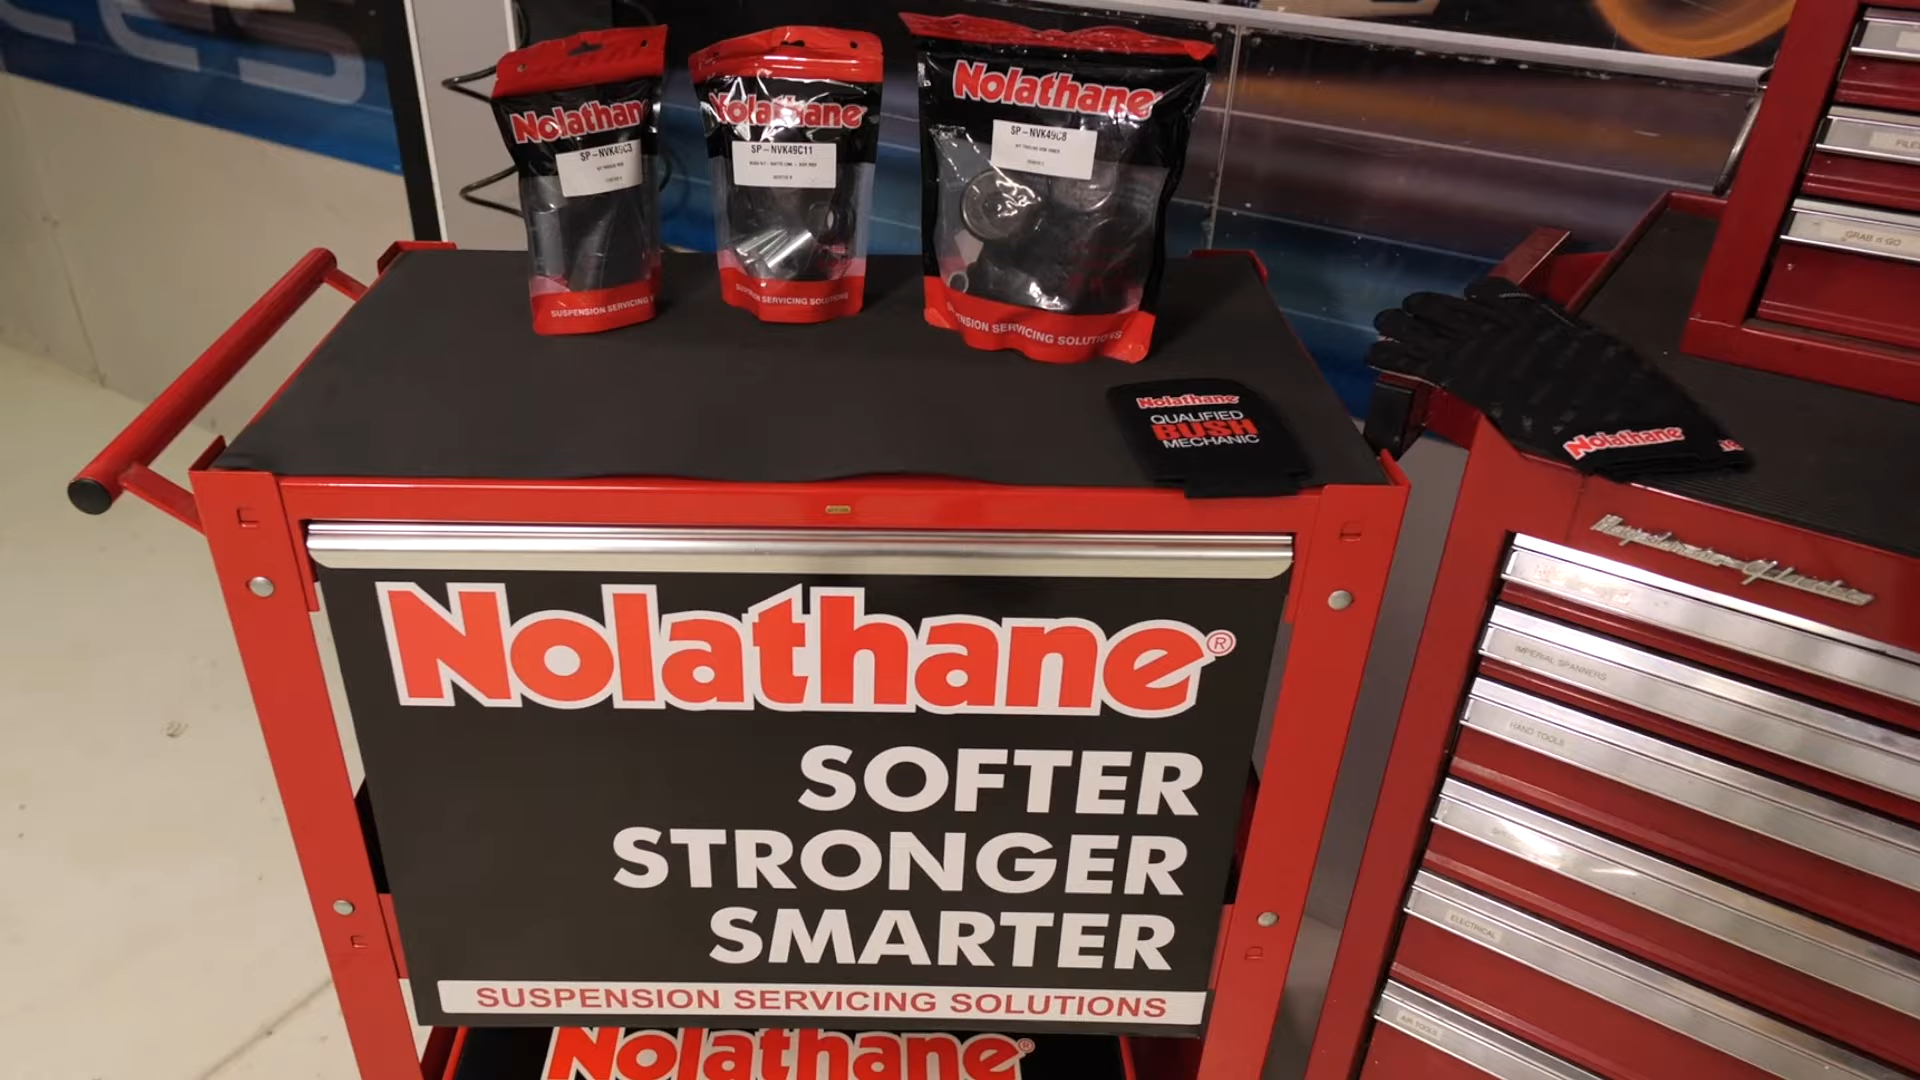 Nolathane
SP-NVK49C3
SUSPENSION SERVICING
Nolathane
SP-NVK49C11
SUSPENSION SERVICING SOLUTIONS
Nolathane
SP-NVK49C8
SUSPENSION SERVICING SOLUTIONS
Nolathane
QUALIFIED
BUSH
MECHANIC
Nolathane
GRAB n GO
Nolathane®
SOFTER
STRONGER
SMARTER
SUSPENSION SERVICING SOLUTIONS
Nolathane®
IMPERIAL SPANNERS
HAND TOOLS
ELECTRICAL
AIR TOOLS